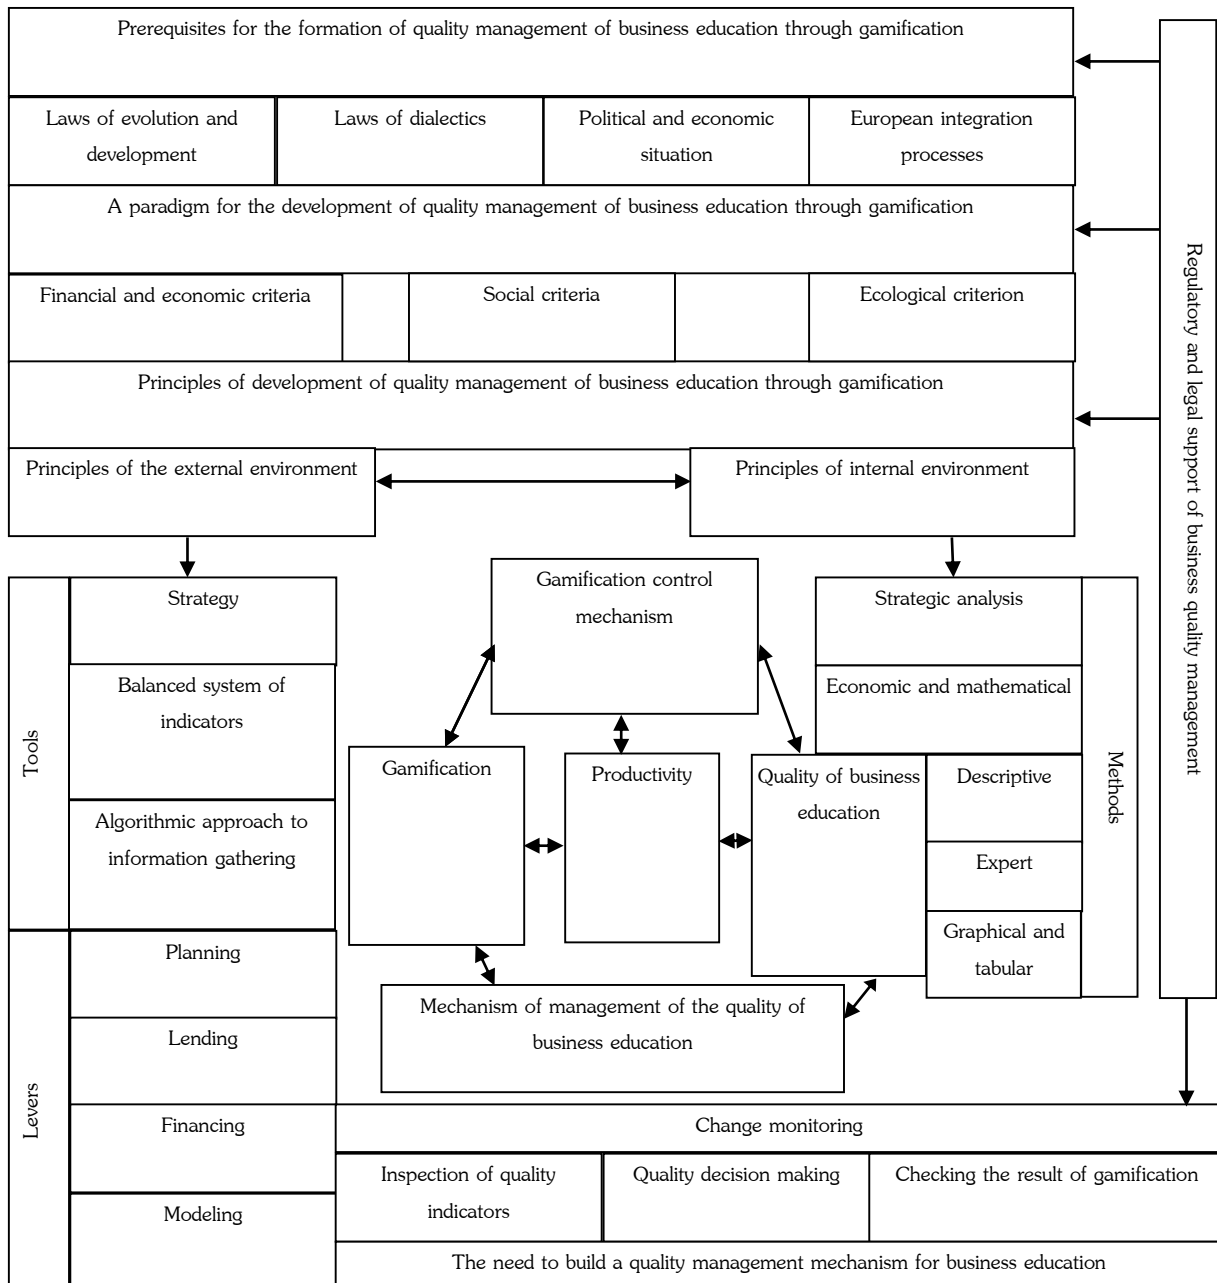 Prerequisites for the formation of quality management of business education through gamification
Laws of evolution and
development
Laws of dialectics
Political and economic
situation
European integration
processes
A paradigm for the development of quality management of business education through gamification
Financial and economic criteria
Social criteria
Ecological criterion
Principles of development of quality management of business education through gamification
Principles of the external environment
Principles of internal environment
Regulatory and legal support of business quality management
Tools
Strategy
Balanced system of
indicators
Algorithmic approach to
information gathering
Gamification control
mechanism
Gamification
Productivity
Quality of business
education
Mechanism of management of the quality of
business education
Strategic analysis
Economic and mathematical
Descriptive
Expert
Graphical and
tabular
Methods
Levers
Planning
Lending
Financing
Modeling
Change monitoring
Inspection of quality
indicators
Quality decision making
Checking the result of gamification
The need to build a quality management mechanism for business education